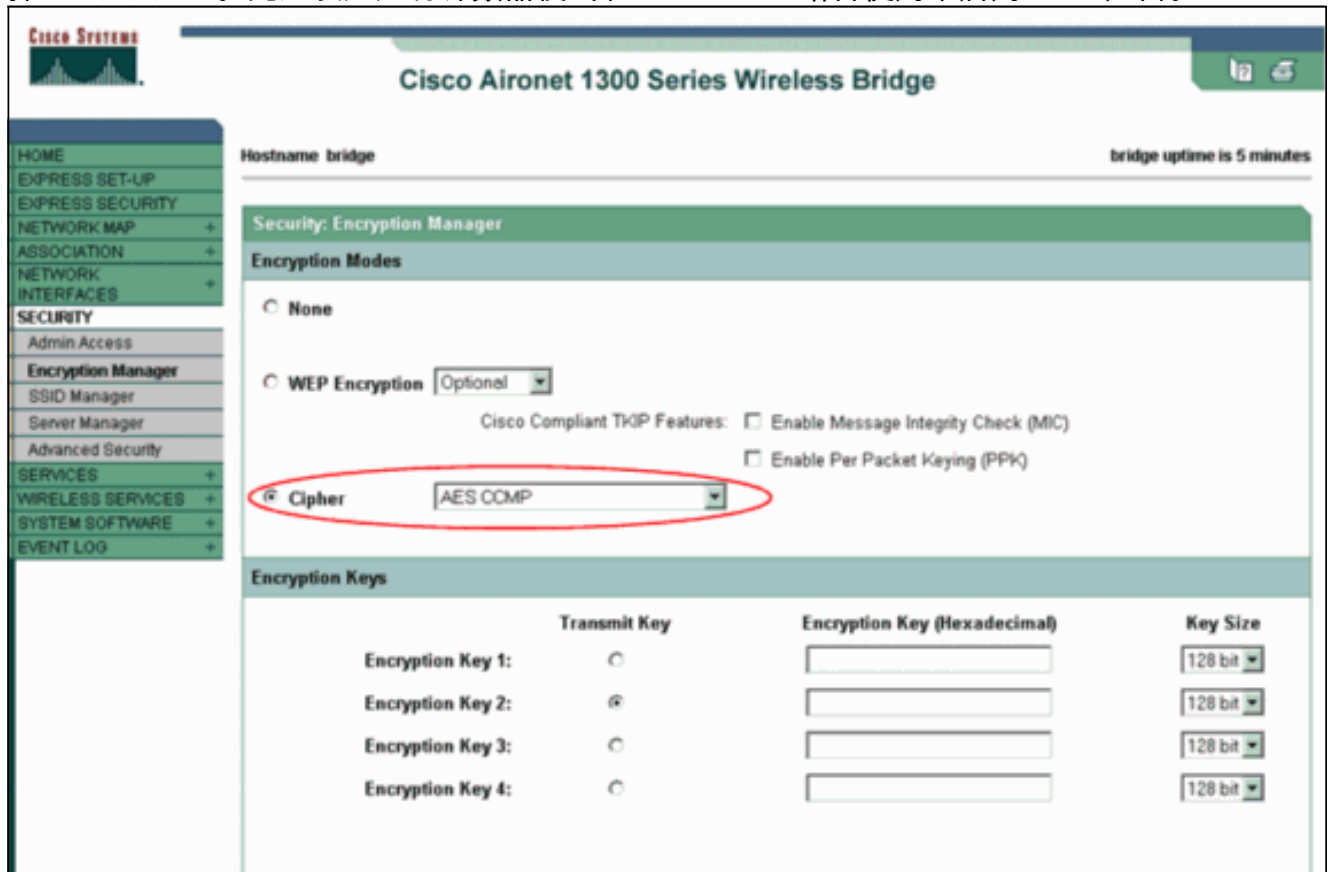 CISCO SYSTEMS
Cisco Aironet 1300 Series Wireless Bridge
HOME
EXPRESS SET-UP
EXPRESS SECURITY
NETWORK MAP +
ASSOCIATION +
NETWORK INTERFACES +
SECURITY
Admin Access
Encryption Manager
SSID Manager
Server Manager
Advanced Security
SERVICES +
WIRELESS SERVICES +
SYSTEM SOFTWARE +
EVENT LOG +
Hostname bridge
bridge uptime is 5 minutes
Security: Encryption Manager
Encryption Modes
None
WEP Encryption Optional
Cisco Compliant TKIP Features: Enable Message Integrity Check (MIC)
Enable Per Packet Keying (PPK)
Cipher AES CCMP
Encryption Keys
Transmit Key Encryption Key (Hexadecimal) Key Size
Encryption Key 1: 128 bit
Encryption Key 2: 128 bit
Encryption Key 3: 128 bit
Encryption Key 4: 128 bit